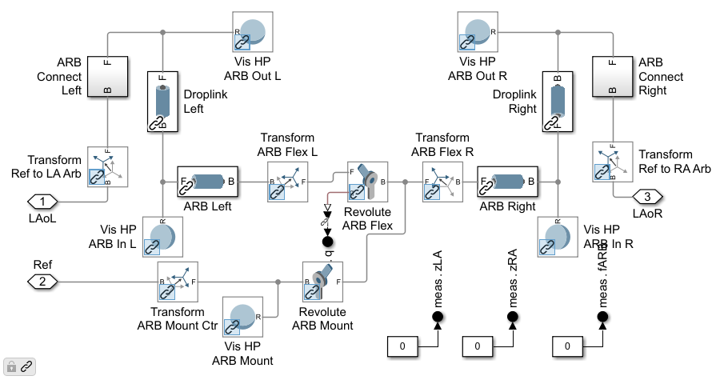 R
Vis HP
ARB Out L
R
Vis HP
ARB Out R
ARB
Connect
Left
F
B
F
B
Droplink
Left
Droplink
Right
B
F
F
B
ARB
Connect
Right
Transform
Ref to LA Arb
F
B
Transform
ARB Flex L
Transform
ARB Flex R
F
B
Transform
Ref to RA Arb
1
LAoL
F
B
ARB Left
B
F
F
B
Revolute
ARB Flex
F
B
F
B
ARB Right
3
LAoR
R
Vis HP
ARB In L
q
R
Vis HP
ARB In R
Ref
2
B
F
Transform
ARB Mount Ctr
B
F
Revolute
ARB Mount
R
Vis HP
ARB Mount
meas.zLA
meas.zRA
meas.fARB
0
0
0